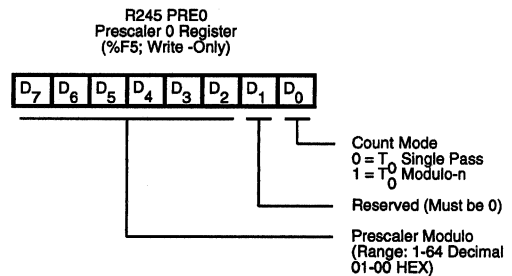 R245 PRE0
Prescaler 0 Register
(%F5; Write -Only)
D7 D6 D5 D4 D3 D2 D1 D0
Count Mode
0 = T0 Single Pass
1 = T0 Modulo-n
Reserved (Must be 0)
Prescaler Modulo
(Range: 1-64 Decimal
01-00 HEX)